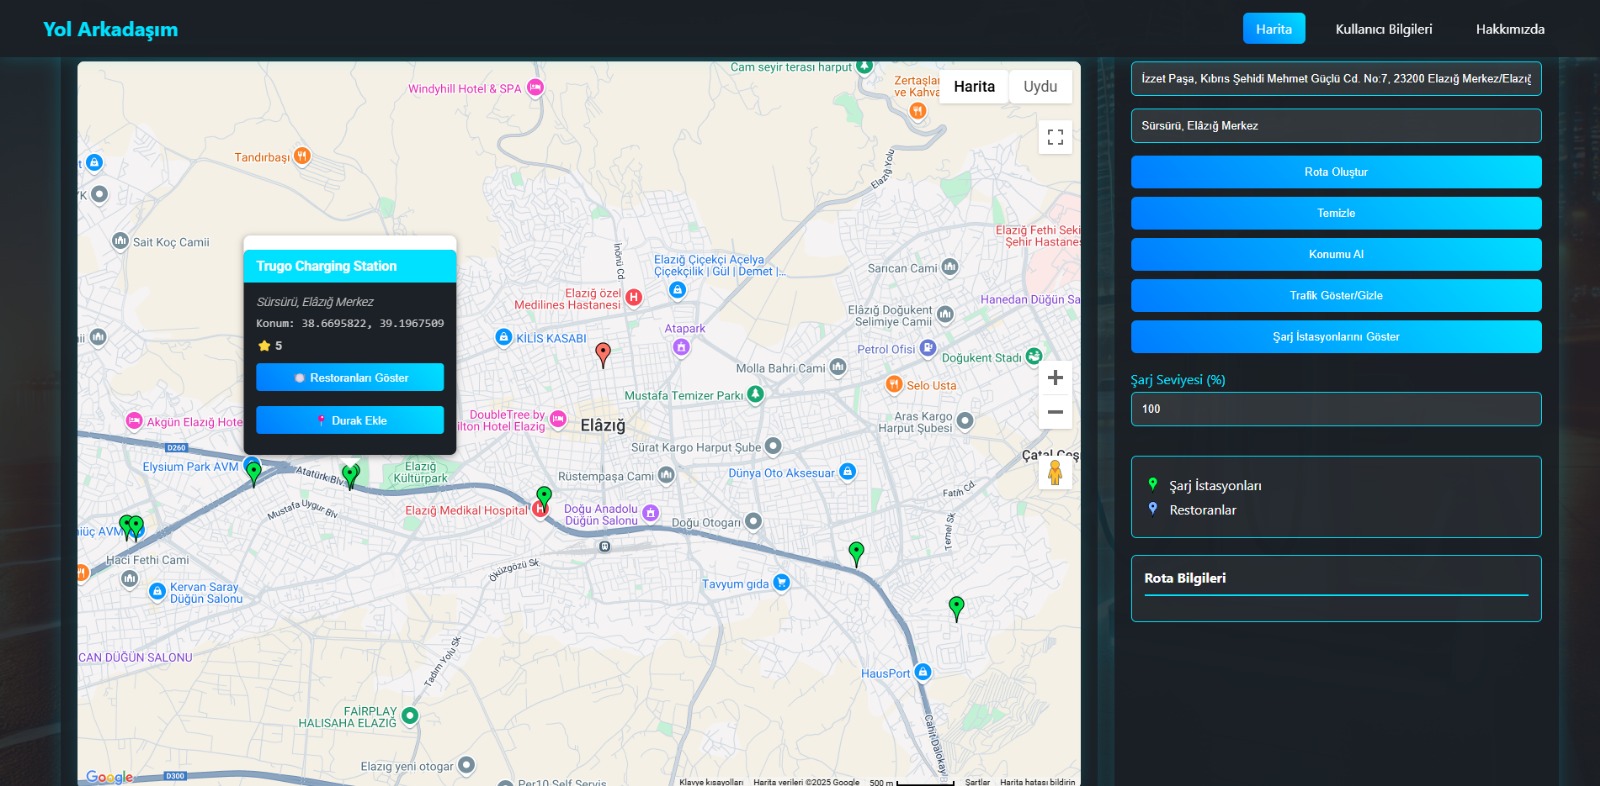 Yol Arkadaşım
Harita
Kullanıcı Bilgileri
Hakkımızda
Cam seyir terası harput
Windyhill Hotel & SPA
Zertaşlar
ve Kahva
Harita
Uydu
Tandırbaşı
Elazığ Yolu
Sait Koç Camii
İnönü Cd.
Elazığ Fethi Seki
Şehir Hastanes
Elazığ Çiçekçi Açelya
Çiçekçilik | Gül | Demet |...
Sarıcan Cami
Elazığ özel
Medilines Hastanesi
Hanedan Düğün Sa
Elâzığ Doğukent
Selimiye Camii
Trugo Charging Station
Sürsürü, Elâzığ Merkez
Konum: 38.6695822, 39.1967509
5
Restoranları Göster
Durak Ekle
KİLİS KASABI
Atapark
Petrol Ofisi
Doğukent Stadı
Molla Bahri Cami
Selo Usta
Mustafa Temizer Parkı
Akgün Elazığ Hote
DoubleTree by
ilton Hotel Elazig
Elâzığ
Aras Kargo
Harput Şubesi
Sürat Kargo Harput Şube
D260
Elysium Park AVM
Atatürk Blv.
Elazığ
Kültürpark
Rüstempaşa Cami
Dünya Oto Aksesuar
Mustafa Uygur Blv
Elazığ Medikal Hospital
Doğu Anadolu
Düğün Salonu
Doğu Otogarı
Fatih Cd.
Temel Sk
AVM
Hacı Fethi Cami
Öküzgözü Sk
Kervan Saray
Düğün Salonu
Tavyum gıda
CAN DÜĞÜN SALONU
Tadım Yolu Sk
HausPort
FAİRPLAY
HALISAHA ELAZIĞ
Cahit Dalokay
Elazığ yeni otogar
Google
D300
Per10 Self Servis
Klavye kısayolları
Harita verileri ©2025 Google
500 m
Şartlar
Harita hatası bildirin
İzzet Paşa, Kıbrıs Şehidi Mehmet Güçlü Cd. No:7, 23200 Elazığ Merkez/Elazığ
Sürsürü, Elâzığ Merkez
Rota Oluştur
Temizle
Konumu Al
Trafik Göster/Gizle
Şarj İstasyonlarını Göster
Şarj Seviyesi (%)
100
Şarj İstasyonları
Restoranlar
Rota Bilgileri